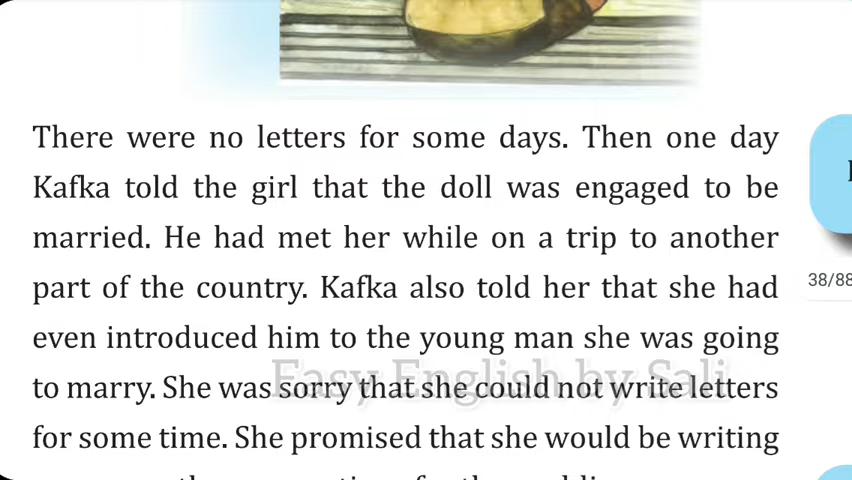 There were no letters for some days. Then one day
Kafka told the girl that the doll was engaged to be
married. He had met her while on a trip to another
part of the country. Kafka also told her that she had
38/88
even introduced him to the young man she was going
to marry. She was sorry that she could not write letters
Easy English by Sali
for some time. She promised that she would be writing